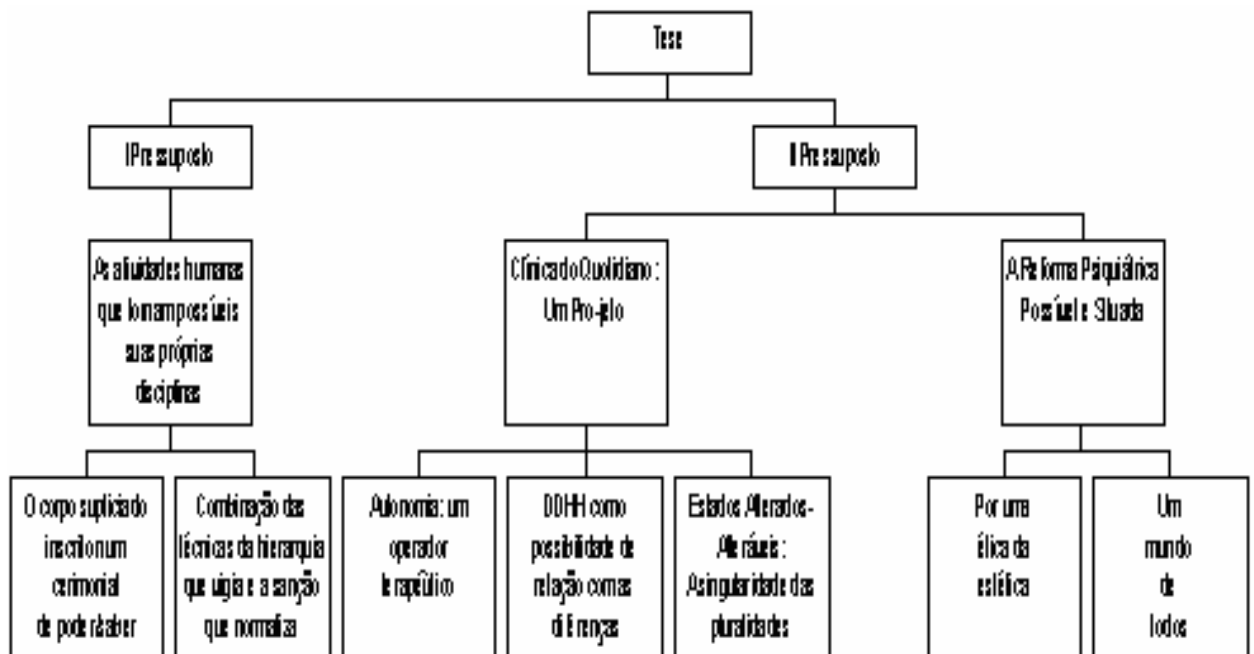 Tese
I Pressuposto
II Pressuposto
As atividades humanas
que tornam possíveis
suas próprias
disciplinas
Clínica do Quotidiano :
Um Pro-jeto
A Reforma Psiquiátrica
Possível e Situada
O corpo supliciado
inscrito num
cerimonial
de poder/saber
Combinação das
técnicas da hierarquia
que vigia e a sanção
que normaliza
Autonomia: um
operador
terapêutico
DDHH como
possibilidade de
relação com as
diferenças
Estados Alterados-
Alteráveis :
A singularidade das
pluralidades
Por uma
ética da
estética
Um
mundo
de
todos